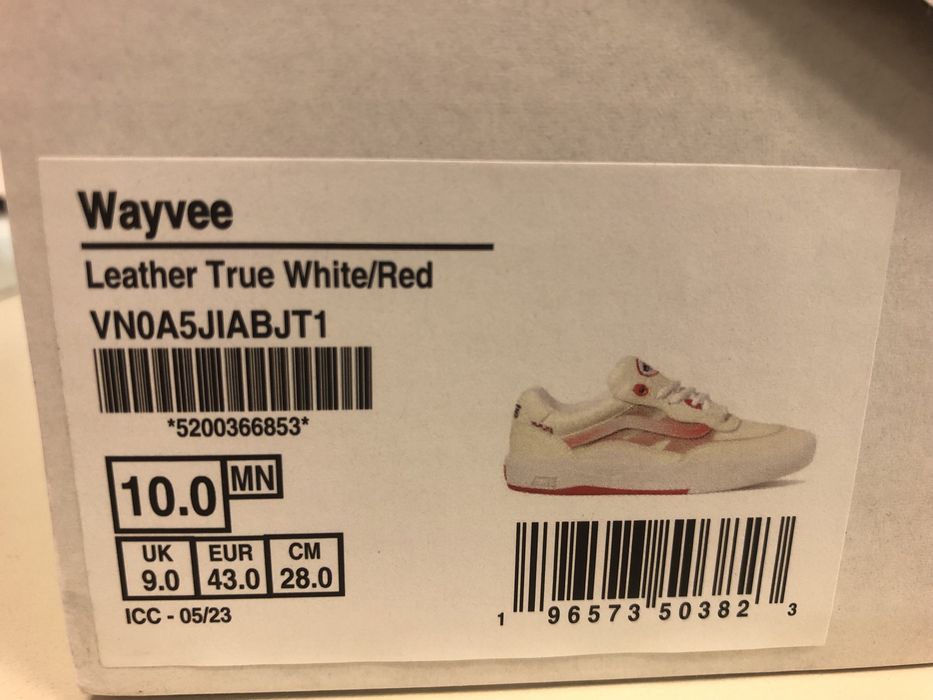 Wayvee
Leather True White/Red
VN0A5JIABJT1
*5200366853*
10.0 MN
UK EUR CM
9.0 43.0 28.0
ICC - 05/23
1 96573 50382 3